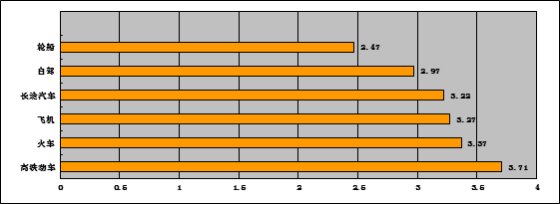 轮船 2.47
自驾 2.97
长途汽车 3.22
飞机 3.27
火车 3.37
高铁动车 3.71
0 0.5 1 1.5 2 2.5 3 3.5 4